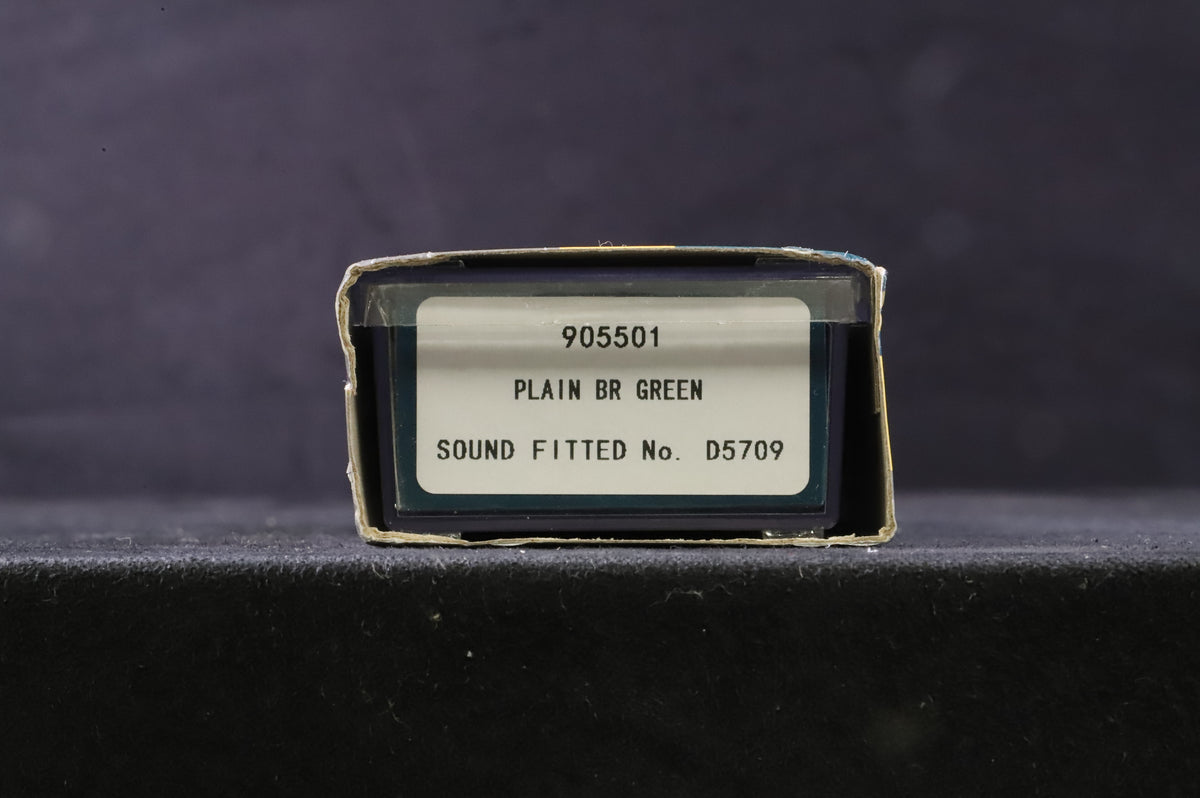 905501
PLAIN BR GREEN
SOUND FITTED No. D5709